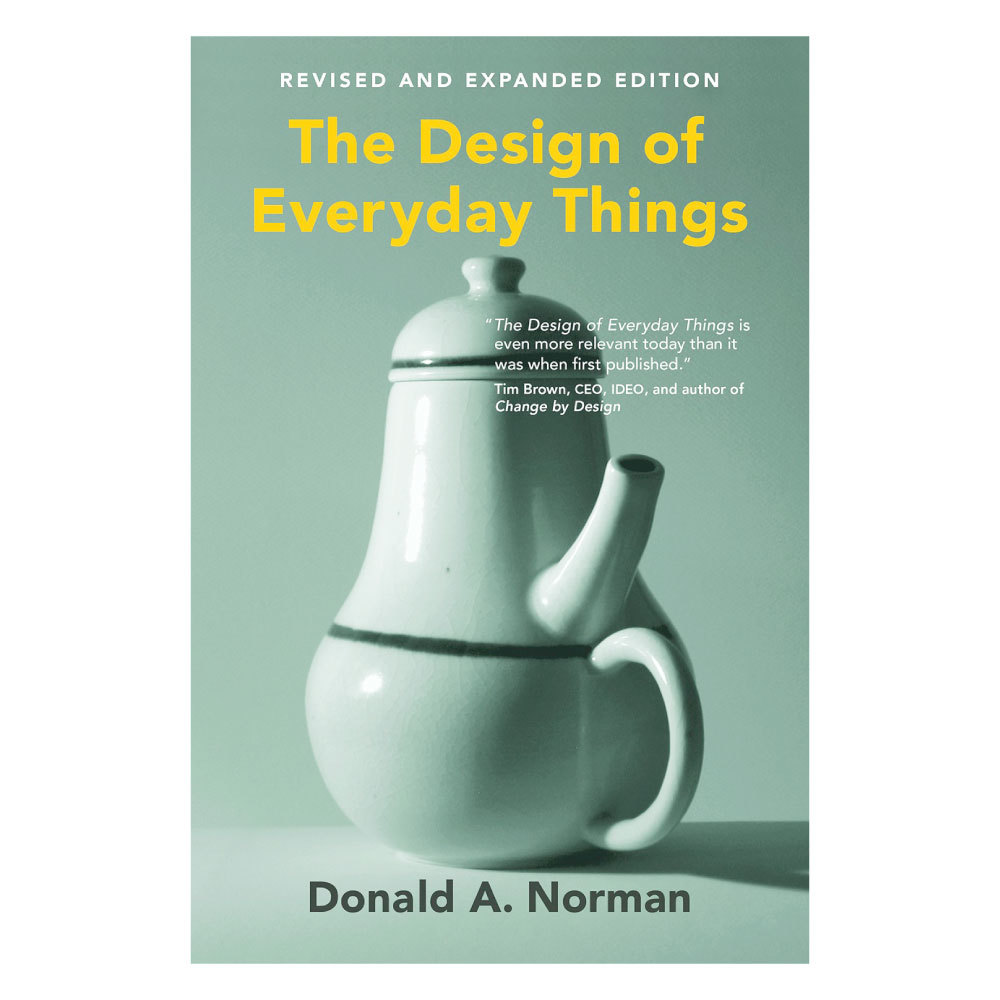 REVISED AND EXPANDED EDITION
The Design of
Everyday Things
“The Design of Everyday Things is
even more relevant today than it
was when first published.”
Tim Brown, CEO, IDEO, and author of
Change by Design
Donald A. Norman